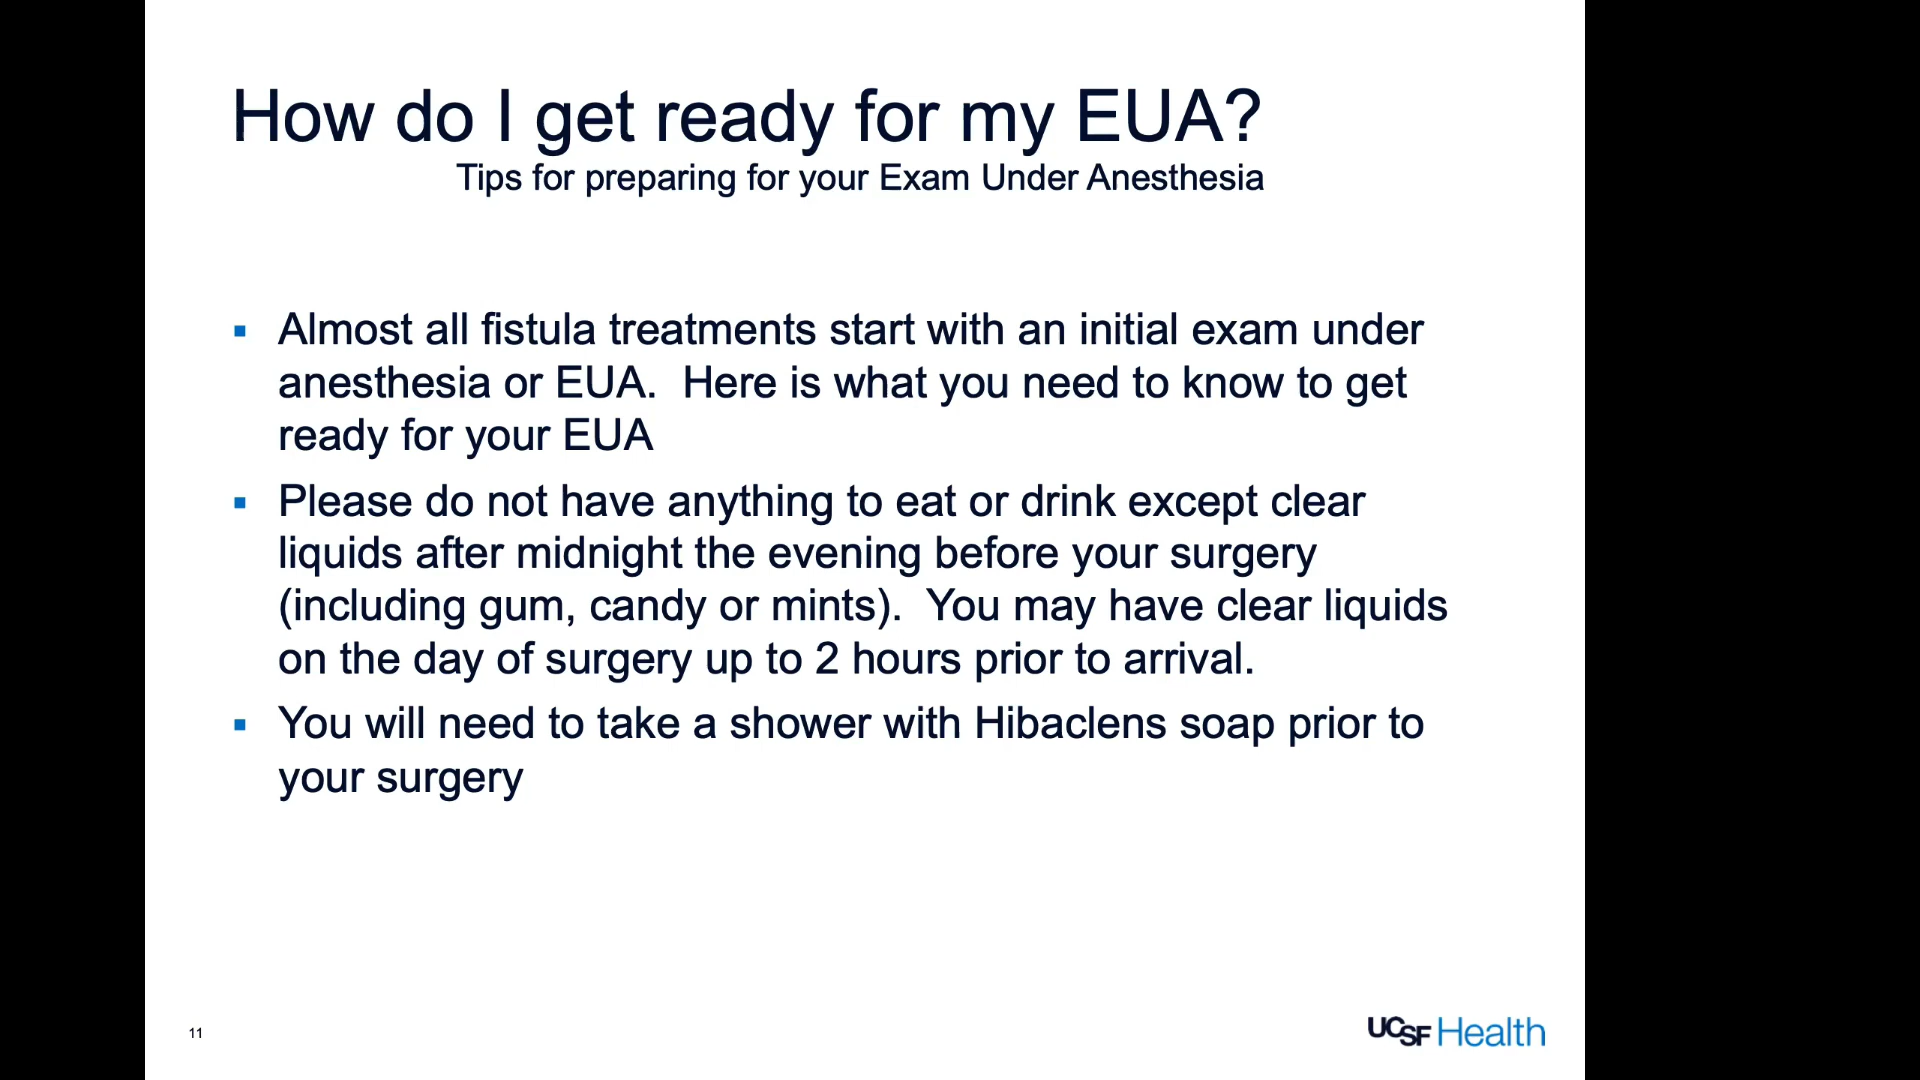 How do I get ready for my EUA?
Tips for preparing for your Exam Under Anesthesia
▪ Almost all fistula treatments start with an initial exam under
anesthesia or EUA.  Here is what you need to know to get
ready for your EUA
▪ Please do not have anything to eat or drink except clear
liquids after midnight the evening before your surgery
(including gum, candy or mints).  You may have clear liquids
on the day of surgery up to 2 hours prior to arrival.
▪ You will need to take a shower with Hibaclens soap prior to
your surgery
11
UCSF Health